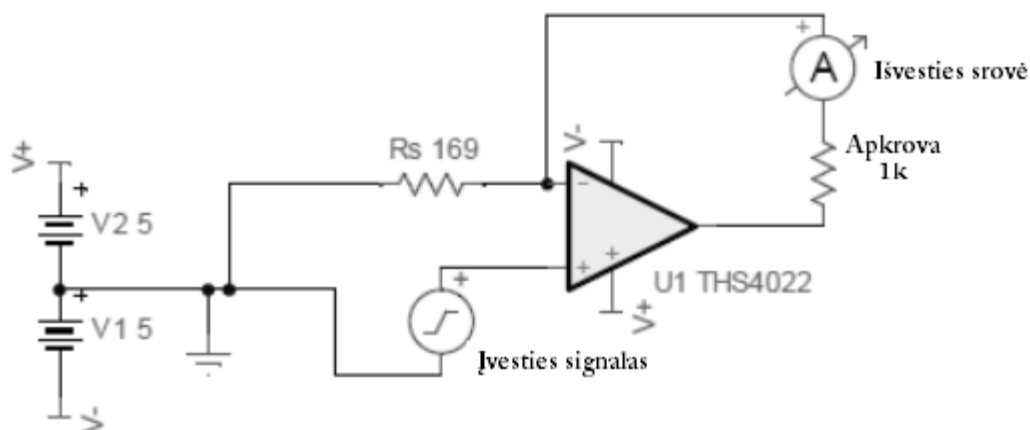 +
A
Išvesties srovė
Apkrova
1k
V-
Rs 169
V+
+
V2 5
-
+
U1 THS4022
V+
+
Įvesties signalas
+
V1 5
V-